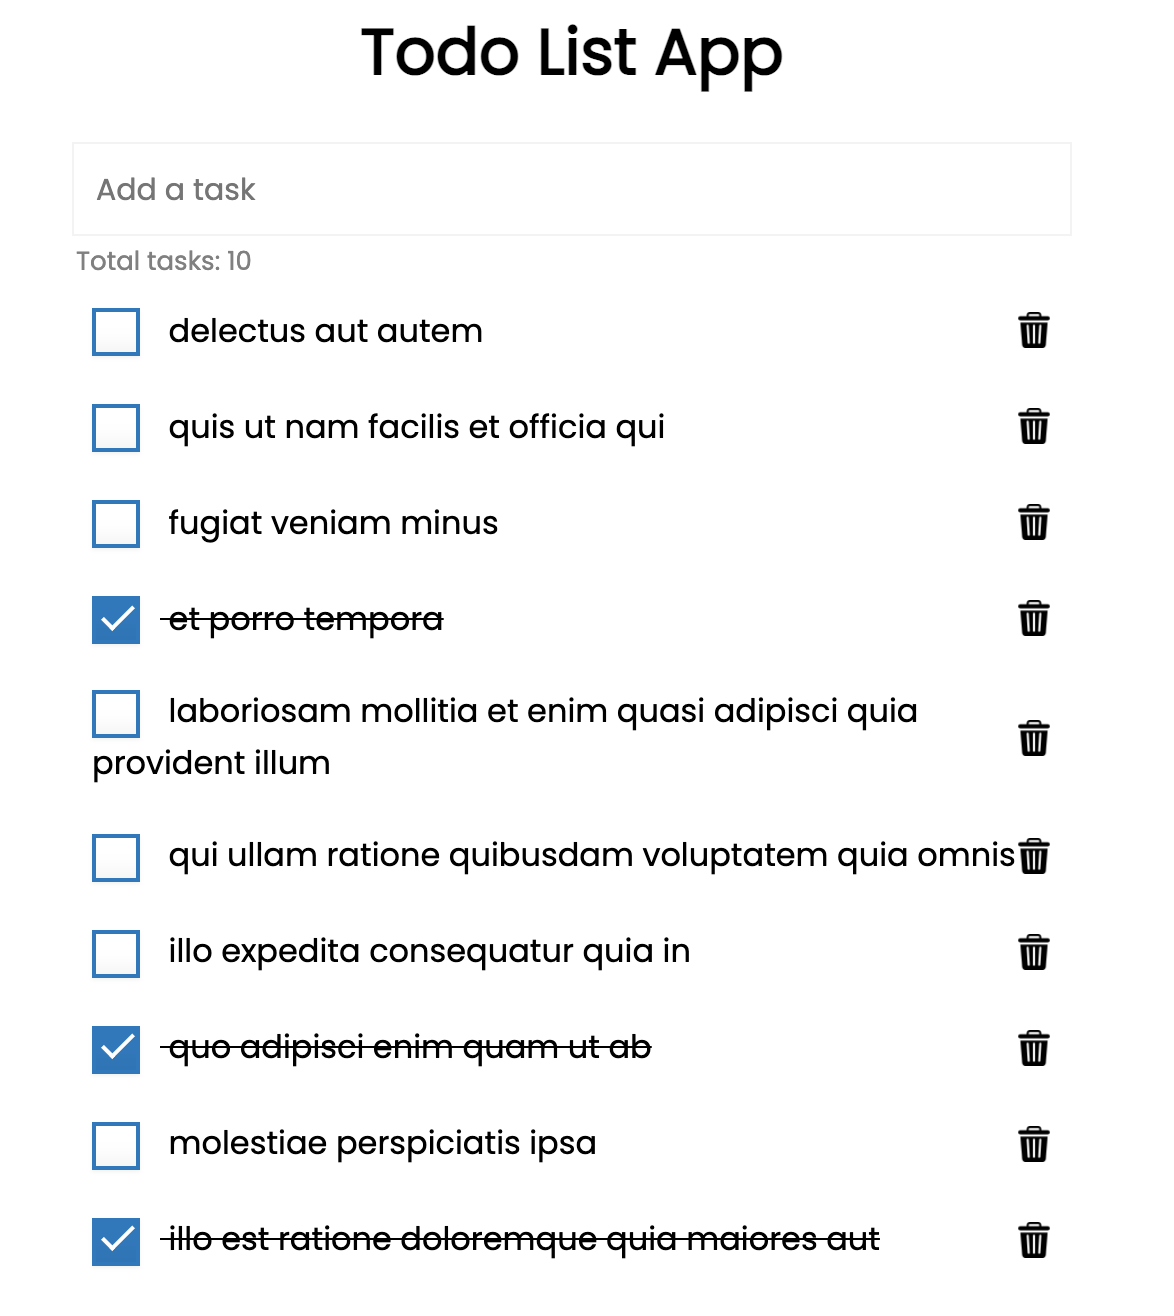 Todo List App
Add a task
Total tasks: 10
delectus aut autem
quis ut nam facilis et officia qui
fugiat veniam minus
et porro tempora
laboriosam mollitia et enim quasi adipisci quia
provident illum
qui ullam ratione quibusdam voluptatem quia omnis
illo expedita consequatur quia in
quo adipisci enim quam ut ab
molestiae perspiciatis ipsa
illo est ratione doloremque quia maiores aut